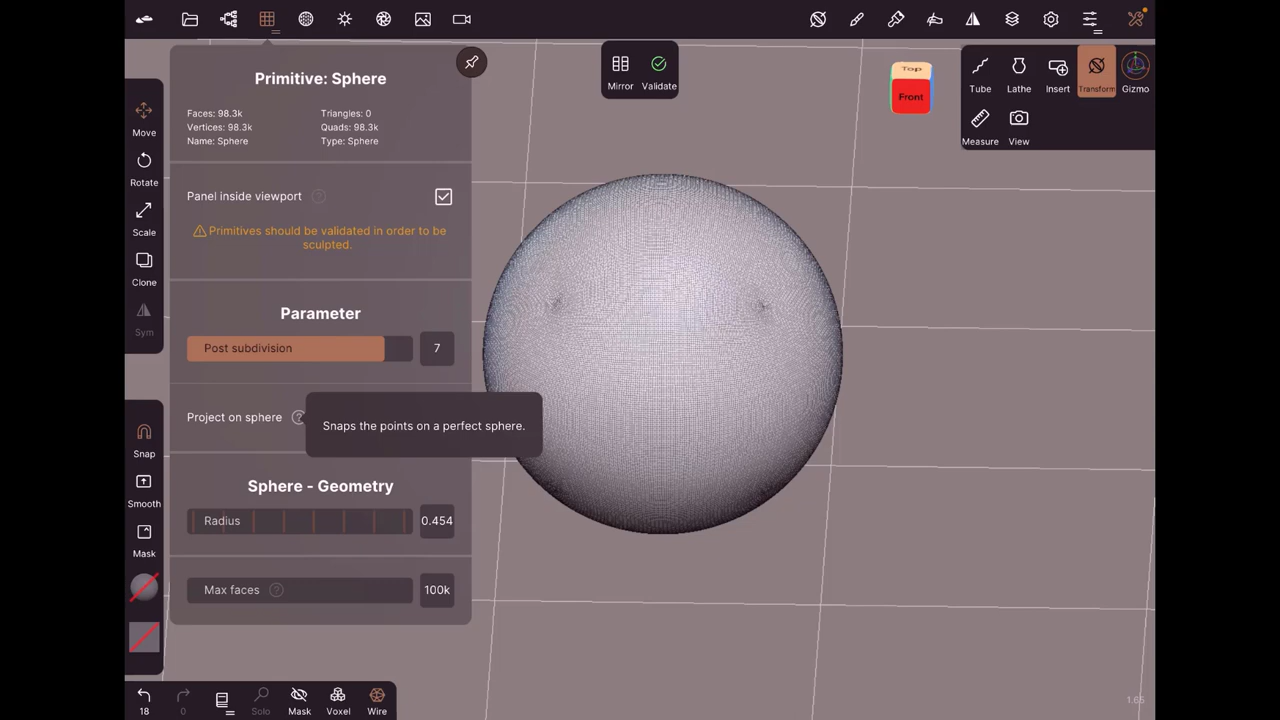 Primitive: Sphere
Faces: 98.3k
Triangles: 0
Vertices: 98.3k
Quads: 98.3k
Name: Sphere
Type: Sphere
Panel inside viewport ?
Primitives should be validated in order to be
sculpted.
Parameter
Post subdivision 7
Project on sphere ?
Snaps the points on a perfect sphere.
Sphere - Geometry
Radius 0.454
Max faces ? 100k
Move
Rotate
Scale
Clone
Sym
Snap
Smooth
Mask
Mirror
Validate
Top
Front
Tube
Lathe
Insert
Transform
Gizmo
Measure
View
18
0
Solo
Mask
Voxel
Wire
1.65